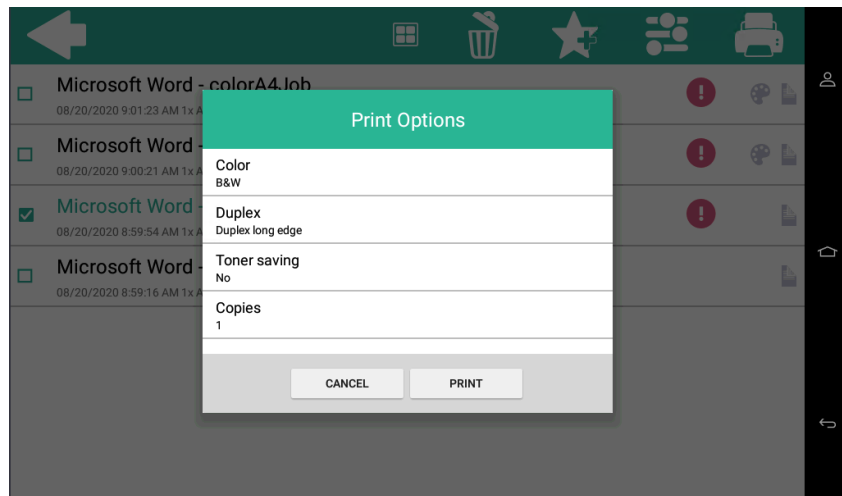 Microsoft Word - colorA4Job
08/20/2020 9:01:23 AM 1x A
Print Options
Microsoft Word -
08/20/2020 9:00:21 AM 1x A
Color
B&W
Microsoft Word -
08/20/2020 8:59:54 AM 1x A
Duplex
Duplex long edge
Toner saving
No
Microsoft Word -
08/20/2020 8:59:16 AM 1x A
Copies
1
CANCEL
PRINT